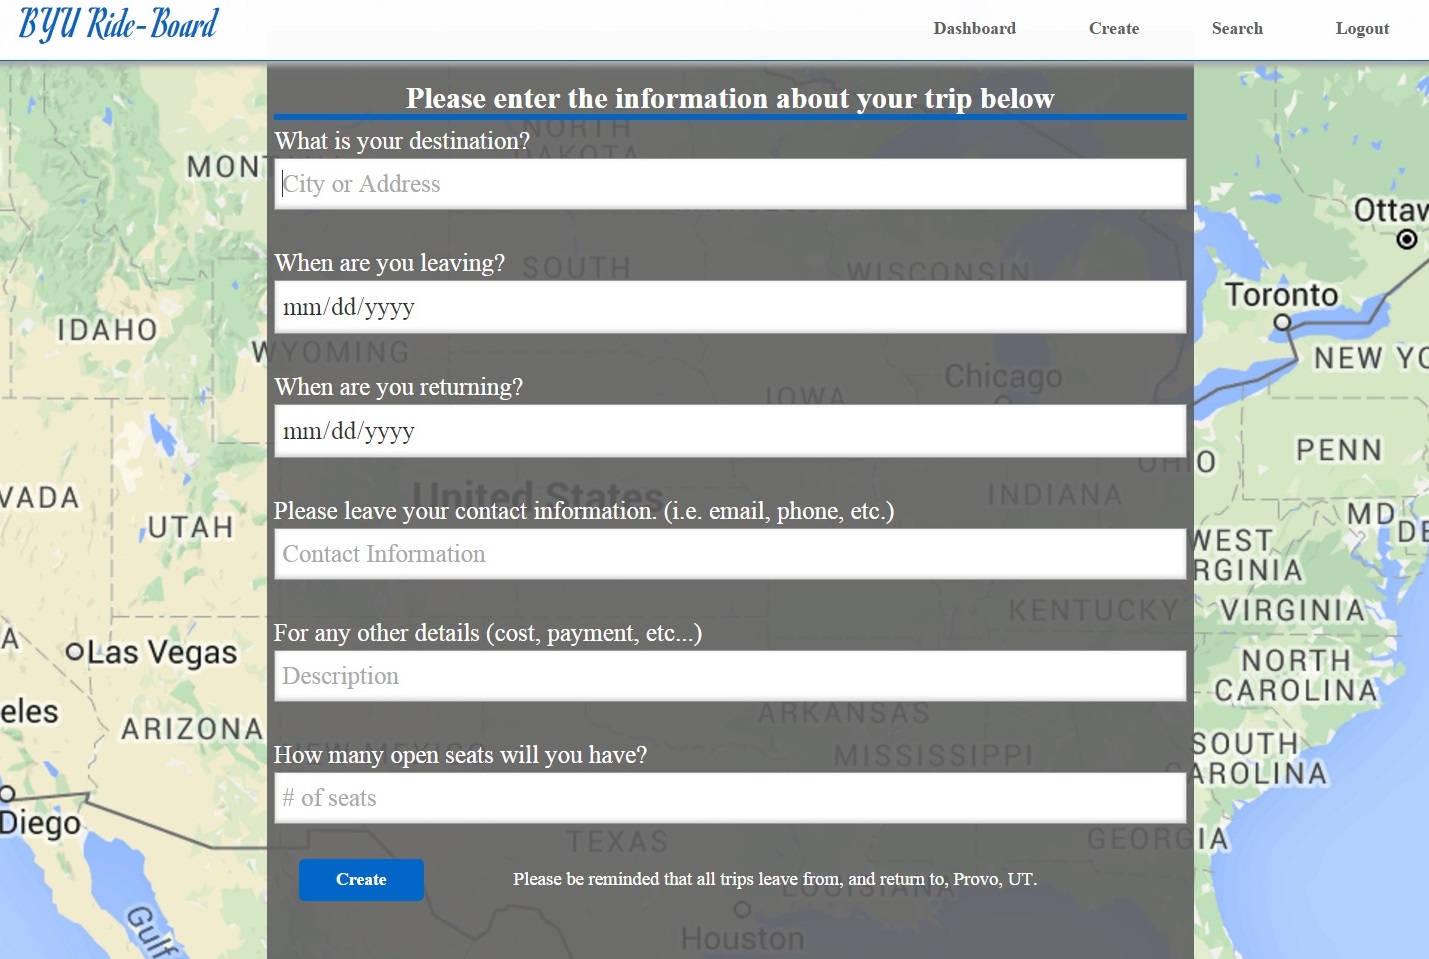 BYU Ride-Board
Dashboard Create Search Logout
Please enter the information about your trip below
What is your destination?
City or Address
When are you leaving?
mm/dd/yyyy
When are you returning?
mm/dd/yyyy
Please leave your contact information. (i.e. email, phone, etc.)
Contact Information
For any other details (cost, payment, etc...)
Description
How many open seats will you have?
# of seats
Create
Please be reminded that all trips leave from, and return to, Provo, UT.
NORTH
DAKOTA
MONT
Ottaw
SOUTH
WISCONSIN
Toronto
IDAHO
WYOMING
NEW YO
Chicago
IOWA
PENN
OHIO
United States
INDIANA
VADA
UTAH
MD
DE
WEST
RGINIA
KENTUCKY
VIRGINIA
Las Vegas
NORTH
CAROLINA
eles
ARIZONA
ARKANSAS
NEW MEXICO
MISSISSIPPI
SOUTH
CAROLINA
Diego
TEXAS
GEORGIA
LOUISIANA
Gulf
Houston